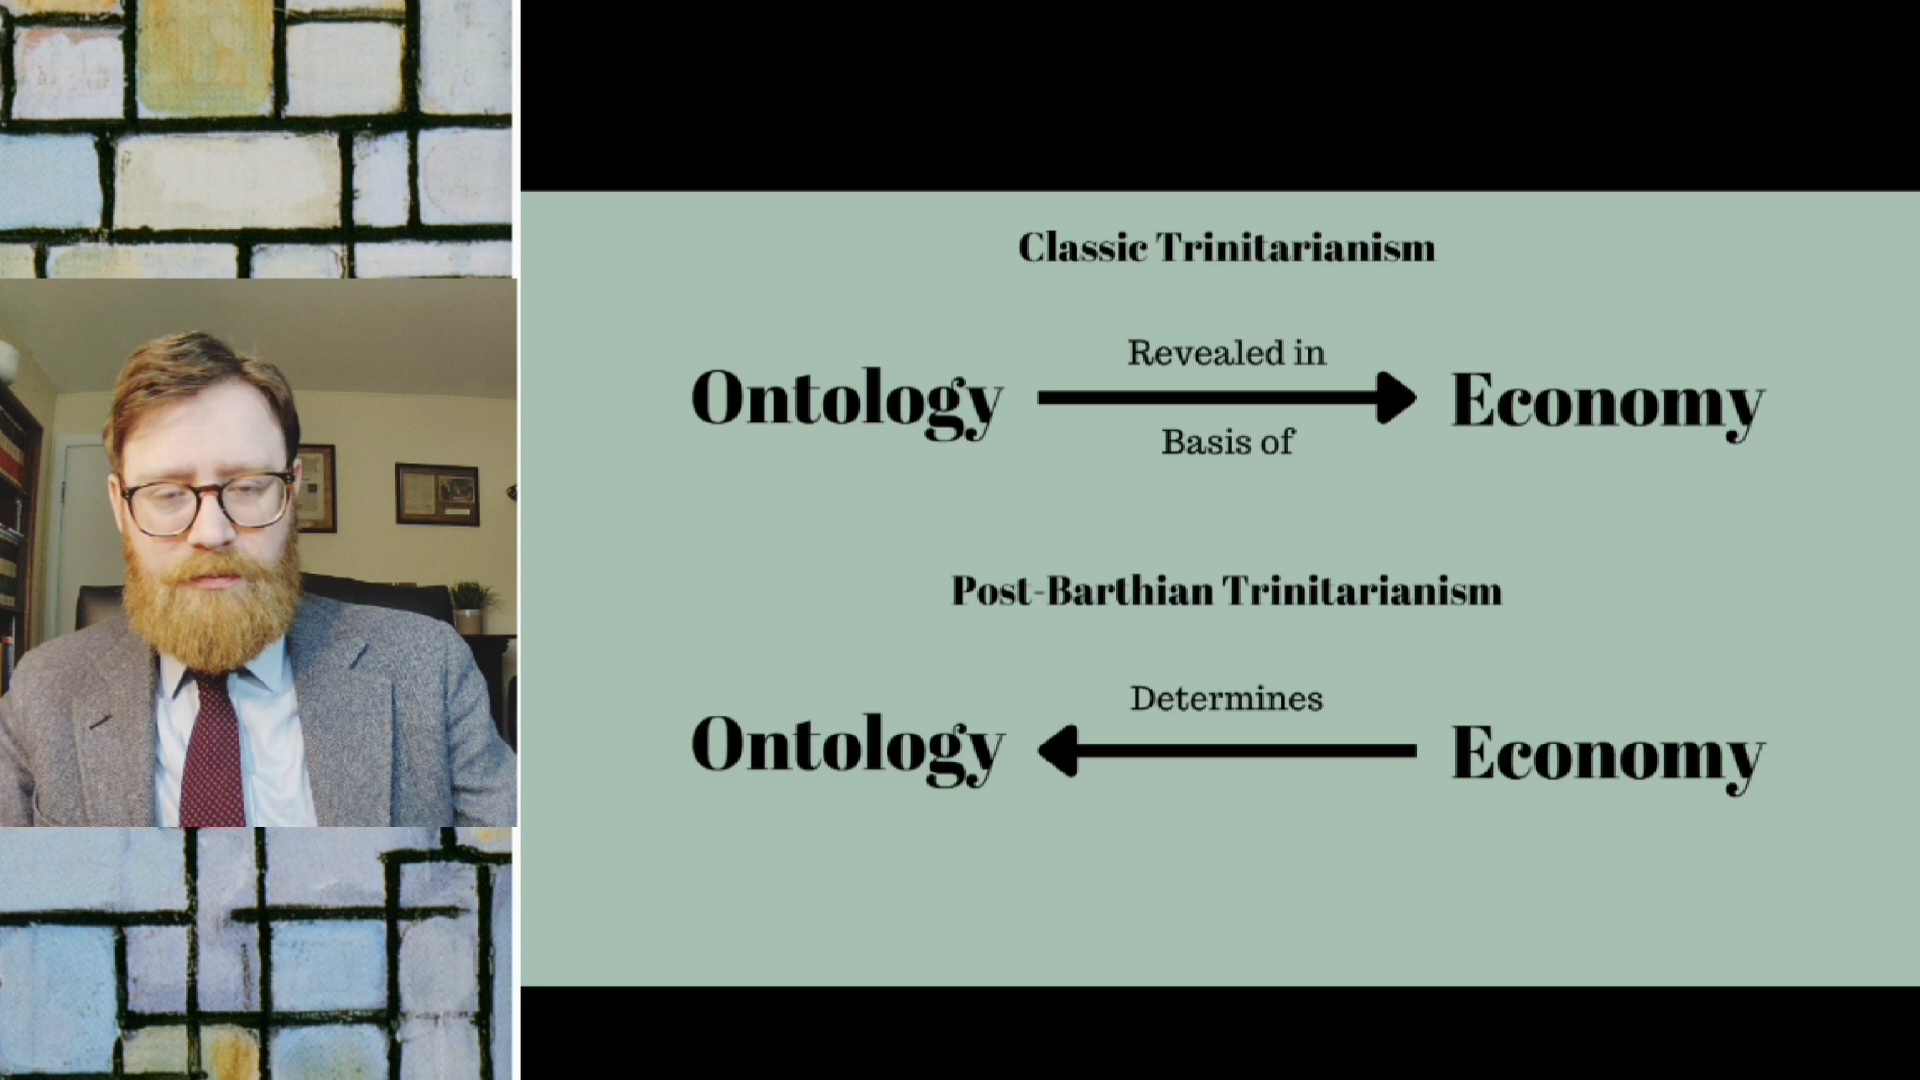 Classic Trinitarianism
Revealed in
Ontology
Economy
Basis of
Post-Barthian Trinitarianism
Determines
Ontology
Economy